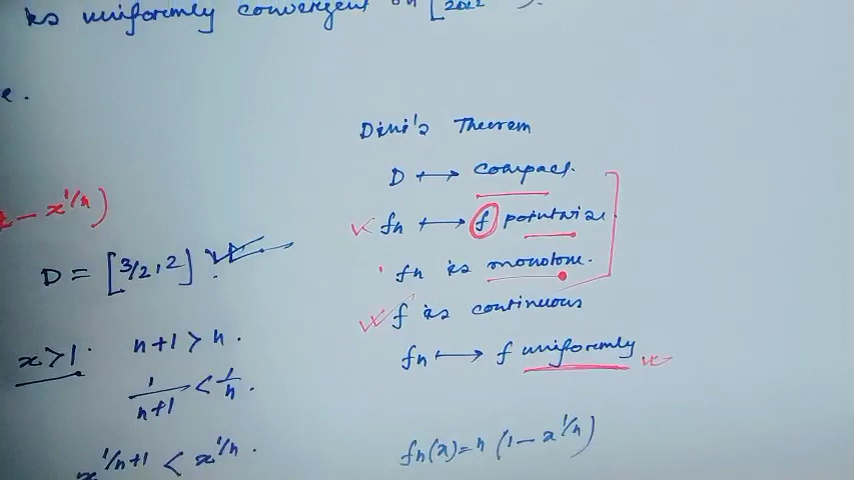 is uniformly convergent on [
e.
Dini's Theorem
D ⟷ compact.
fn ⟷ f pointwise
fn is monotone.
f is continuous
fn ⟷ f uniformly
fn(x)=n (1-x^1/n)
- x^1/n)
D = [3/2, 2]
x>1. n+1>n.
1/n+1 < 1/n.
x^1/n+1 < x^1/n.